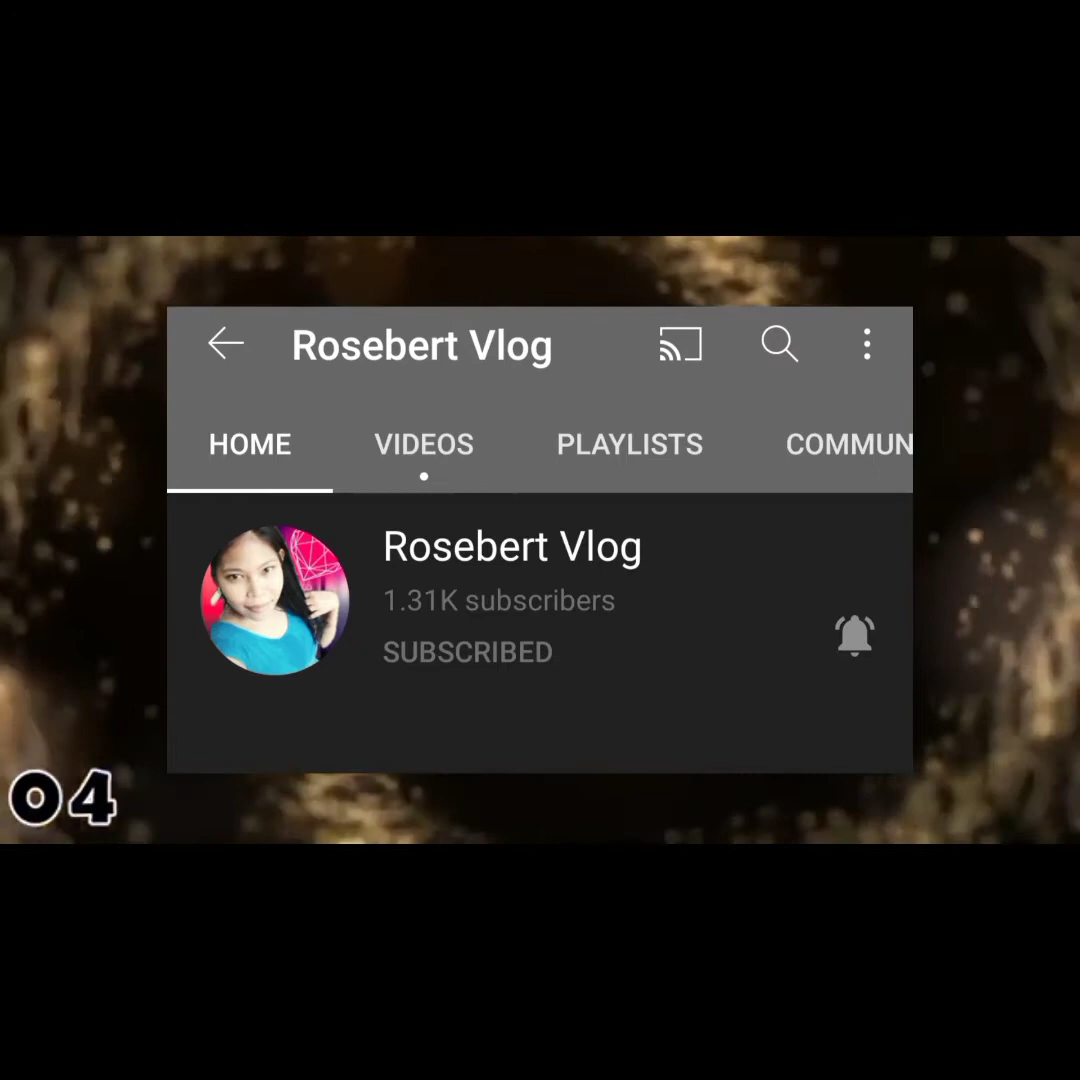 Rosebert Vlog
HOME VIDEOS PLAYLISTS COMMUN
Rosebert Vlog
1.31K subscribers
SUBSCRIBED
04